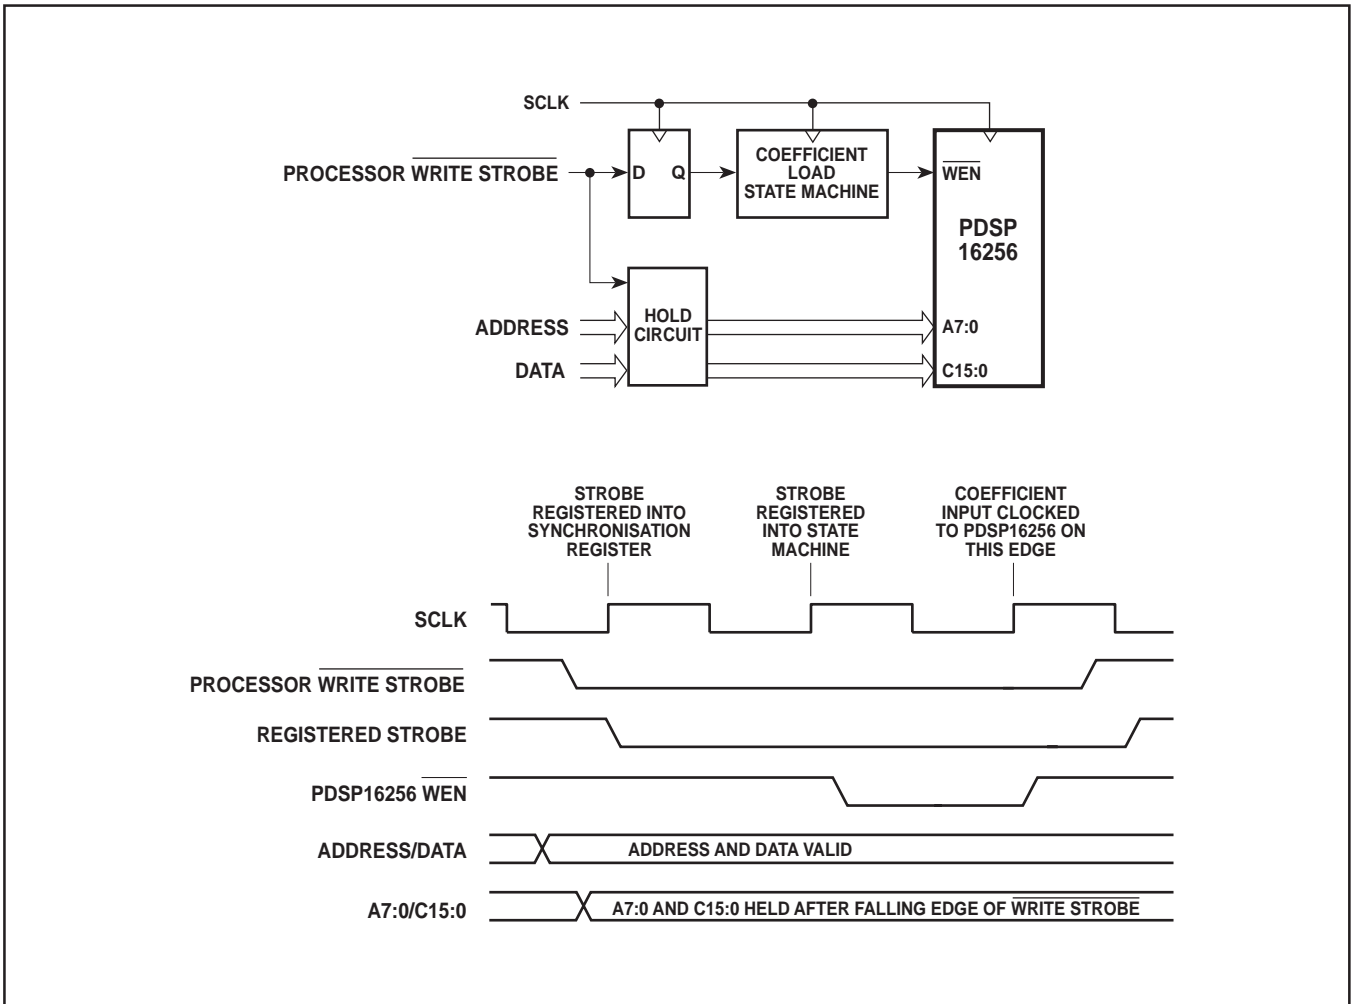 SCLK
PROCESSOR WRITE STROBE
D Q
COEFFICIENT
LOAD
STATE MACHINE
WEN
PDSP
16256
HOLD
CIRCUIT
ADDRESS
A7:0
DATA
C15:0
STROBE
REGISTERED INTO
SYNCHRONISATION
REGISTER
STROBE
REGISTERED
INTO STATE
MACHINE
COEFFICIENT
INPUT CLOCKED
TO PDSP16256 ON
THIS EDGE
SCLK
PROCESSOR WRITE STROBE
REGISTERED STROBE
PDSP16256 WEN
ADDRESS/DATA
ADDRESS AND DATA VALID
A7:0/C15:0
A7:0 AND C15:0 HELD AFTER FALLING EDGE OF WRITE STROBE